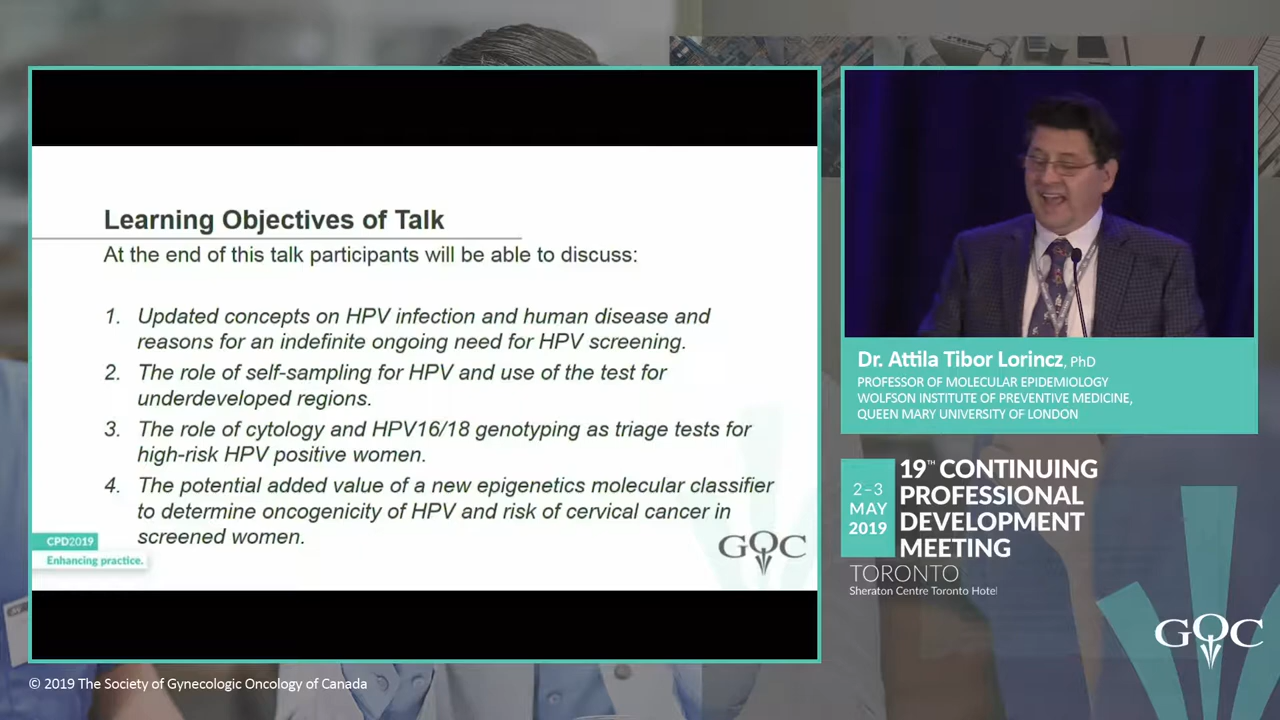 Learning Objectives of Talk
At the end of this talk participants will be able to discuss:
1. Updated concepts on HPV infection and human disease and
reasons for an indefinite ongoing need for HPV screening.
2. The role of self-sampling for HPV and use of the test for
underdeveloped regions.
3. The role of cytology and HPV16/18 genotyping as triage tests for
high-risk HPV positive women.
4. The potential added value of a new epigenetics molecular classifier
to determine oncogenicity of HPV and risk of cervical cancer in
screened women.
CPD2019
Enhancing practice.
GOC
Dr. Attila Tibor Lorincz, PhD
PROFESSOR OF MOLECULAR EPIDEMIOLOGY
WOLFSON INSTITUTE OF PREVENTIVE MEDICINE,
QUEEN MARY UNIVERSITY OF LONDON
2–3
MAY
2019
19TH CONTINUING
PROFESSIONAL
DEVELOPMENT
MEETING
TORONTO
Sheraton Centre Toronto Hotel
GOC
© 2019 The Society of Gynecologic Oncology of Canada